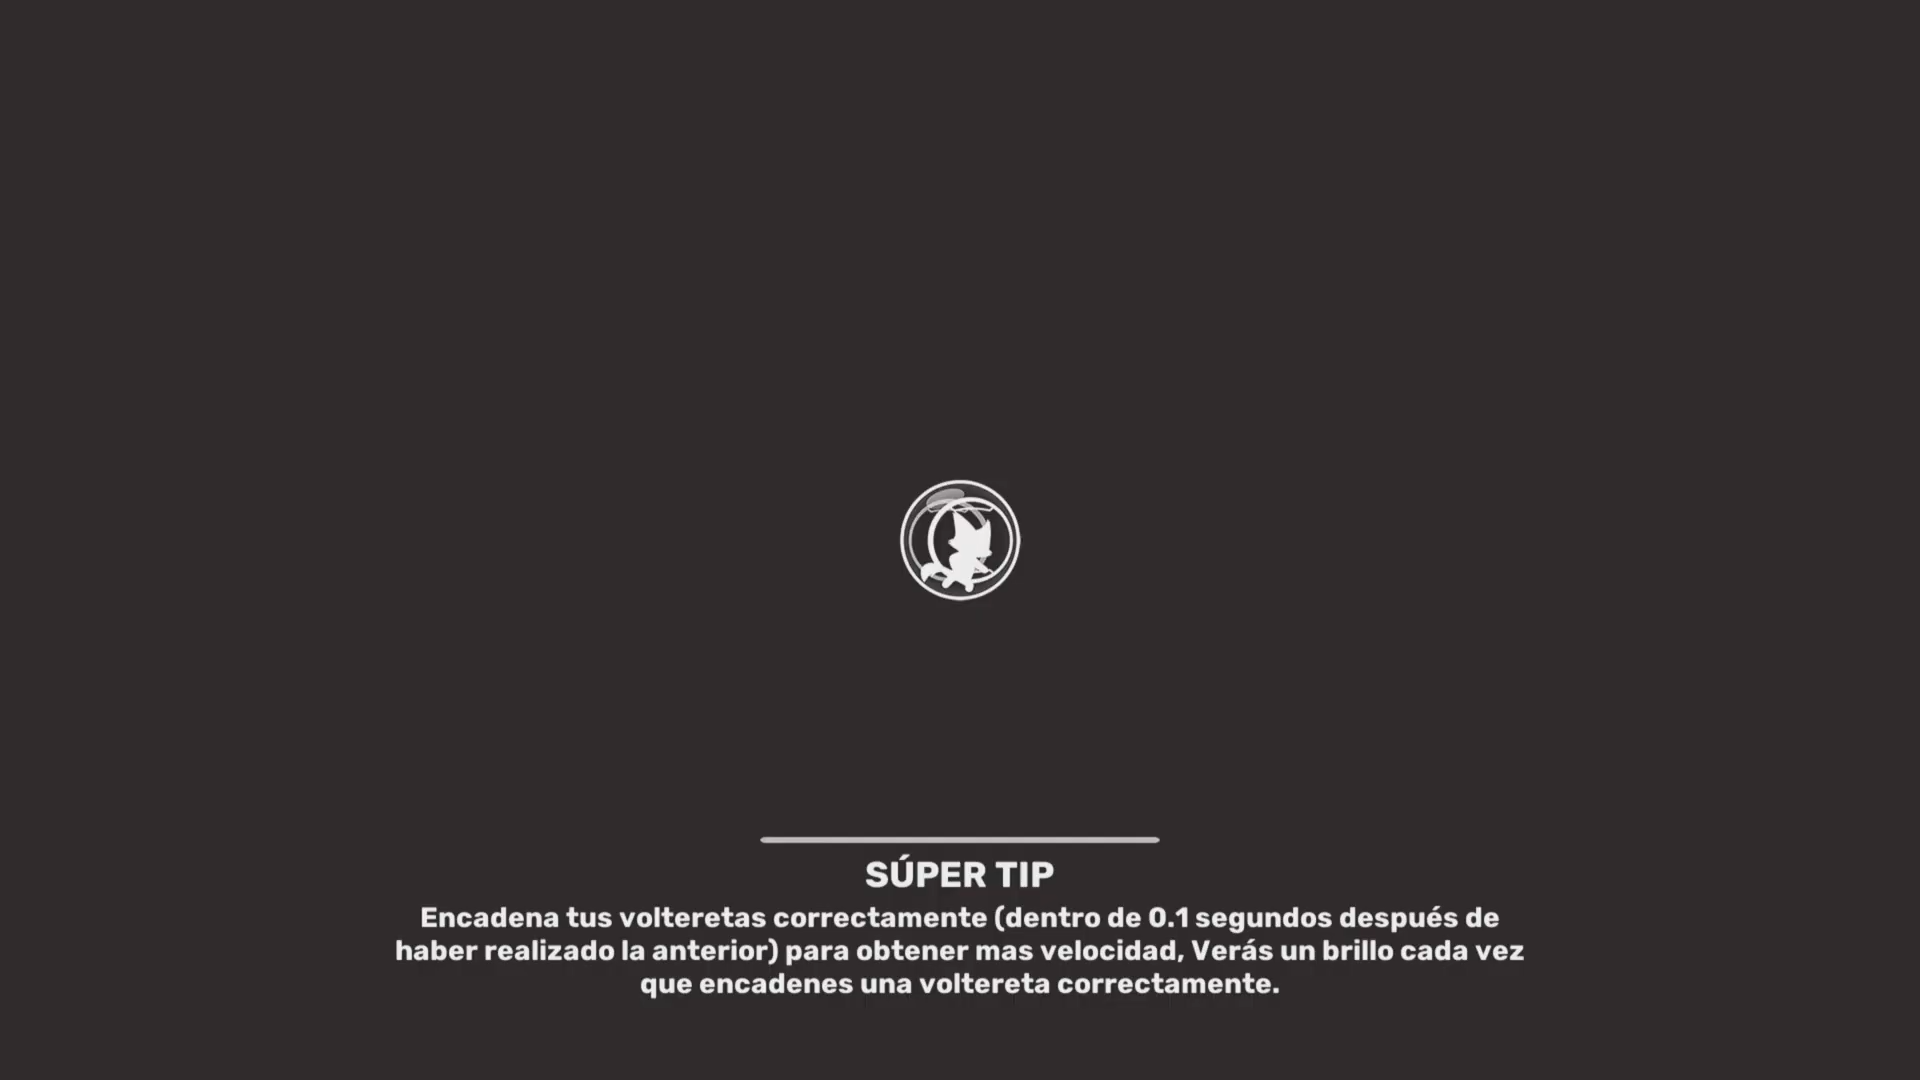 SÚPER TIP
Encadena tus volteretas correctamente (dentro de 0.1 segundos después de
haber realizado la anterior) para obtener mas velocidad, Verás un brillo cada vez
que encadenes una voltereta correctamente.